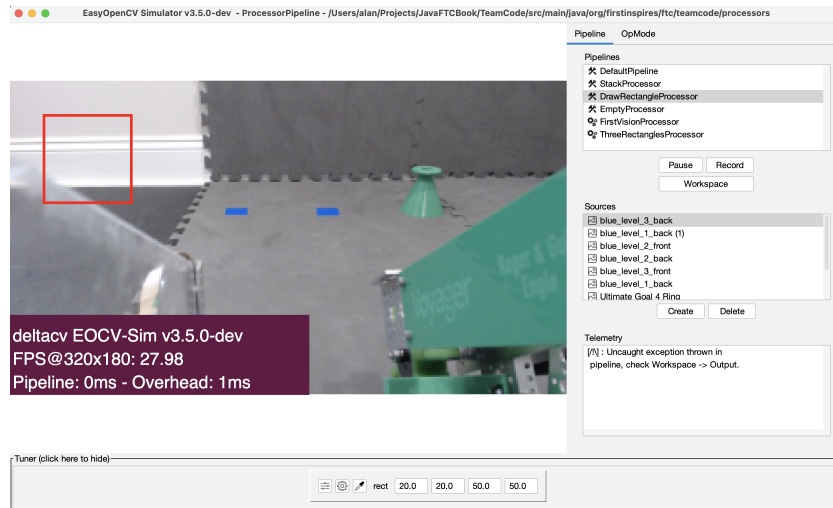 EasyOpenCV Simulator v3.5.0-dev - ProcessorPipeline - /Users/alan/Projects/JavaFTCBook/TeamCode/src/main/java/org/firstinspires/ftc/teamcode/processors
Pipeline OpMode
Pipelines
DefaultPipeline
StackProcessor
DrawRectangleProcessor
EmptyProcessor
FirstVisionProcessor
ThreeRectanglesProcessor
Pause Record
Workspace
Sources
blue_level_3_back
blue_level_1_back (1)
blue_level_2_front
blue_level_2_back
blue_level_3_front
blue_level_1_back
Ultimate Goal 4 Ring
Create Delete
Telemetry
[/!\] : Uncaught exception thrown in
pipeline, check Workspace -> Output.
Voyager
Roger & G
Engle
deltacv EOCV-Sim v3.5.0-dev
FPS@320x180: 27.98
Pipeline: 0ms - Overhead: 1ms
Tuner (click here to hide)
rect 20.0 20.0 50.0 50.0